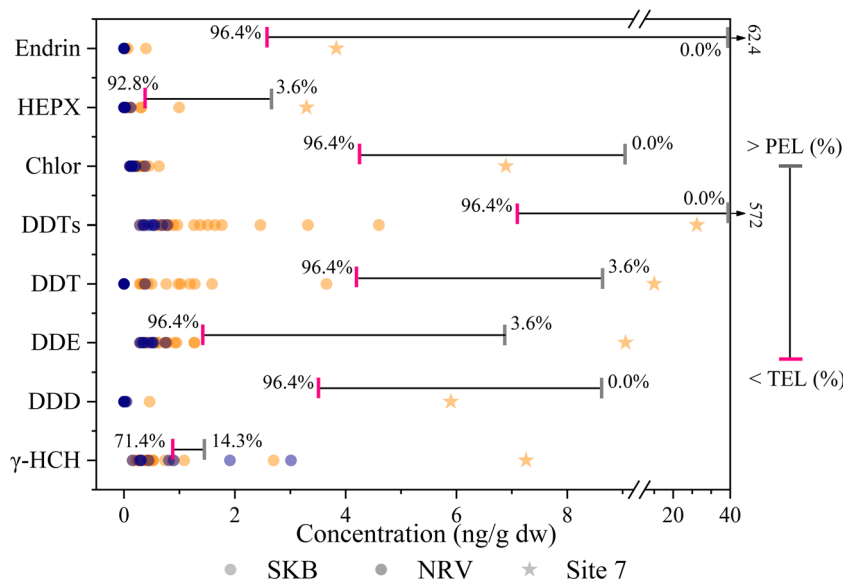 Endrin
96.4%
0.0%
62.4
HEPX
92.8%
3.6%
Chlor
96.4%
0.0%
DDTs
96.4%
0.0%
572
DDT
96.4%
3.6%
DDE
96.4%
3.6%
DDD
96.4%
0.0%
γ-HCH
71.4%
14.3%
> PEL (%)
< TEL (%)
0 2 4 6 8 20 40
Concentration (ng/g dw)
SKB NRV Site 7